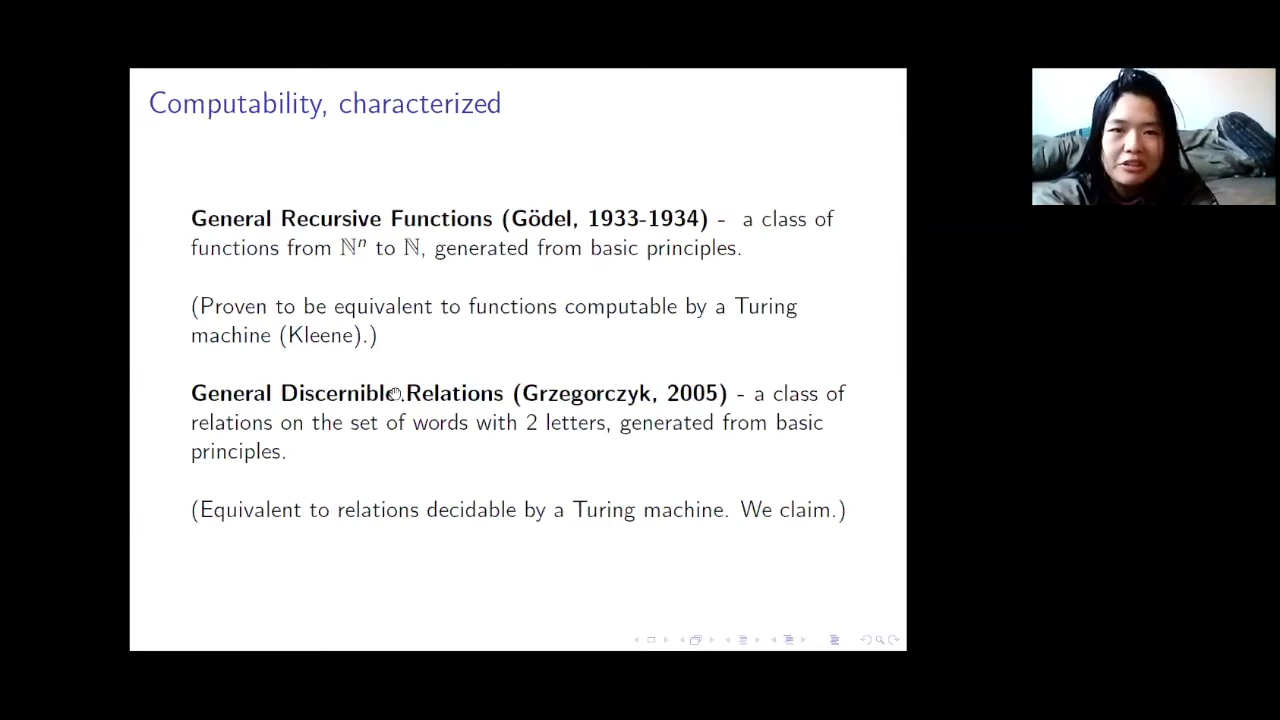 Computability, characterized
General Recursive Functions (Gödel, 1933-1934) - a class of
functions from ℕⁿ to ℕ, generated from basic principles.
(Proven to be equivalent to functions computable by a Turing
machine (Kleene).)
General Discernible Relations (Grzegorczyk, 2005) - a class of
relations on the set of words with 2 letters, generated from basic
principles.
(Equivalent to relations decidable by a Turing machine. We claim.)